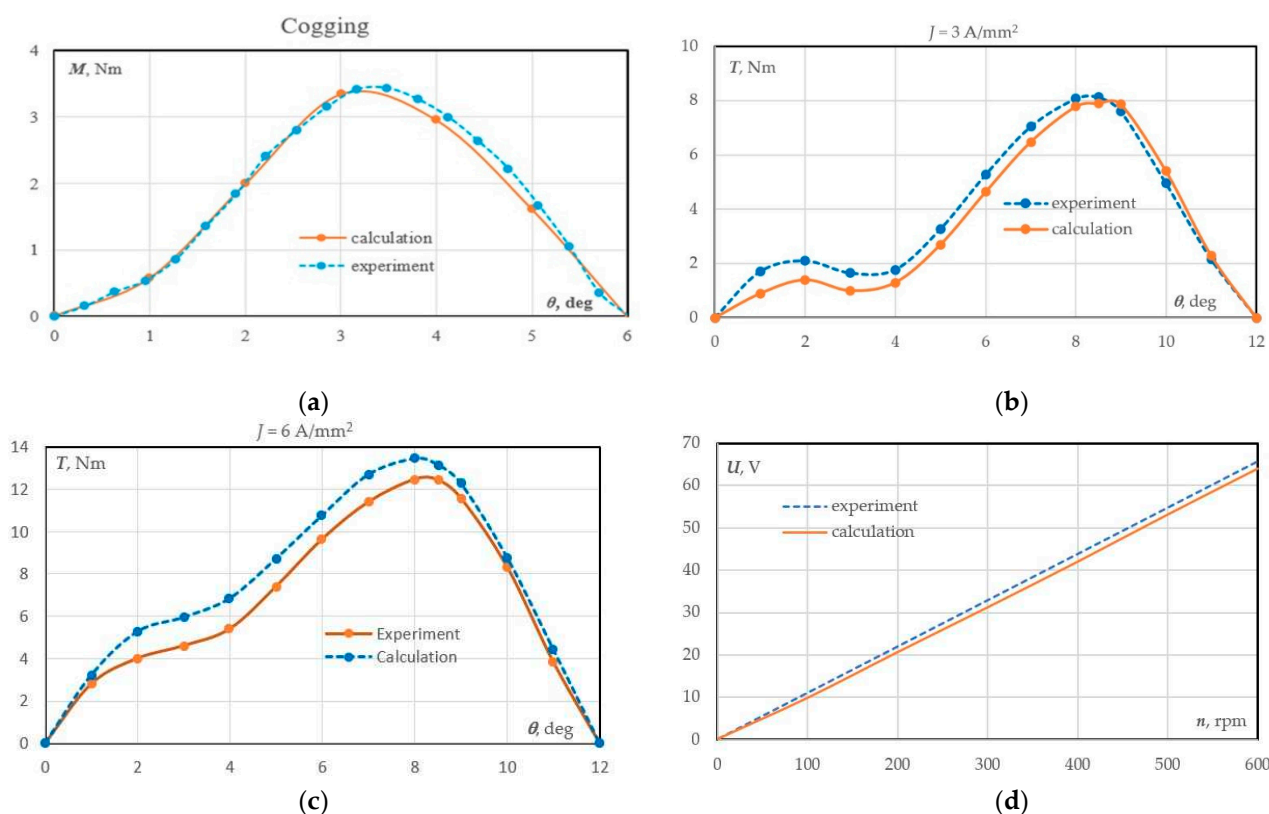 Cogging
M, Nm
4
3
2
1
0
calculation
experiment
θ, deg
0 1 2 3 4 5 6
(a)
J = 3 A/mm²
T, Nm
10
8
6
4
2
0
experiment
calculation
θ, deg
0 2 4 6 8 10 12
(b)
J = 6 A/mm²
T, Nm
14
12
10
8
6
4
2
0
Experiment
Calculation
θ, deg
0 2 4 6 8 10 12
(c)
U, V
70
60
50
40
30
20
10
0
experiment
calculation
n, rpm
0 100 200 300 400 500 600
(d)